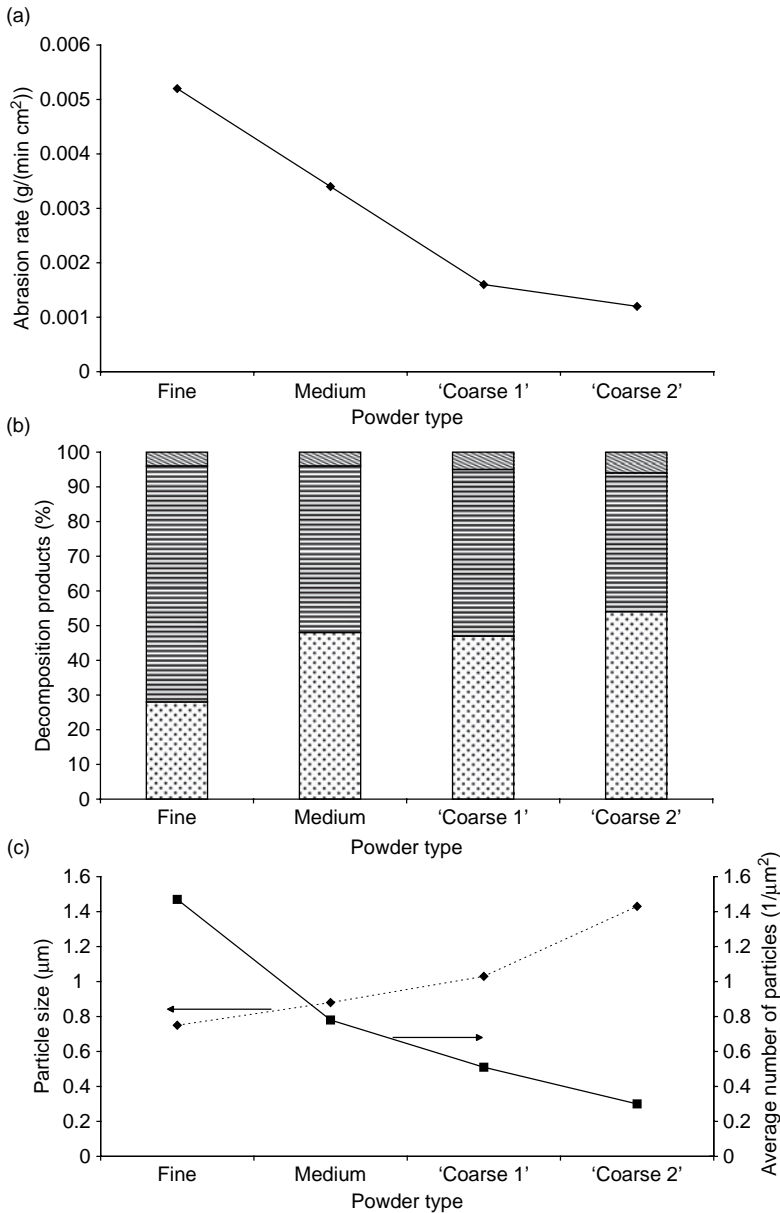 (a)
Abrasion rate (g/(min cm²))
0.006
0.005
0.004
0.003
0.002
0.001
0
Fine Medium ‘Coarse 1’ ‘Coarse 2’
Powder type
(b)
Decomposition products (%)
100
90
80
70
60
50
40
30
20
10
0
Fine Medium ‘Coarse 1’ ‘Coarse 2’
Powder type
(c)
Particle size (μm)
1.6
1.4
1.2
1
0.8
0.6
0.4
0.2
0
1.6
1.4
1.2
1
0.8
0.6
0.4
0.2
0
Average number of particles (1/μm²)
Fine Medium ‘Coarse 1’ ‘Coarse 2’
Powder type